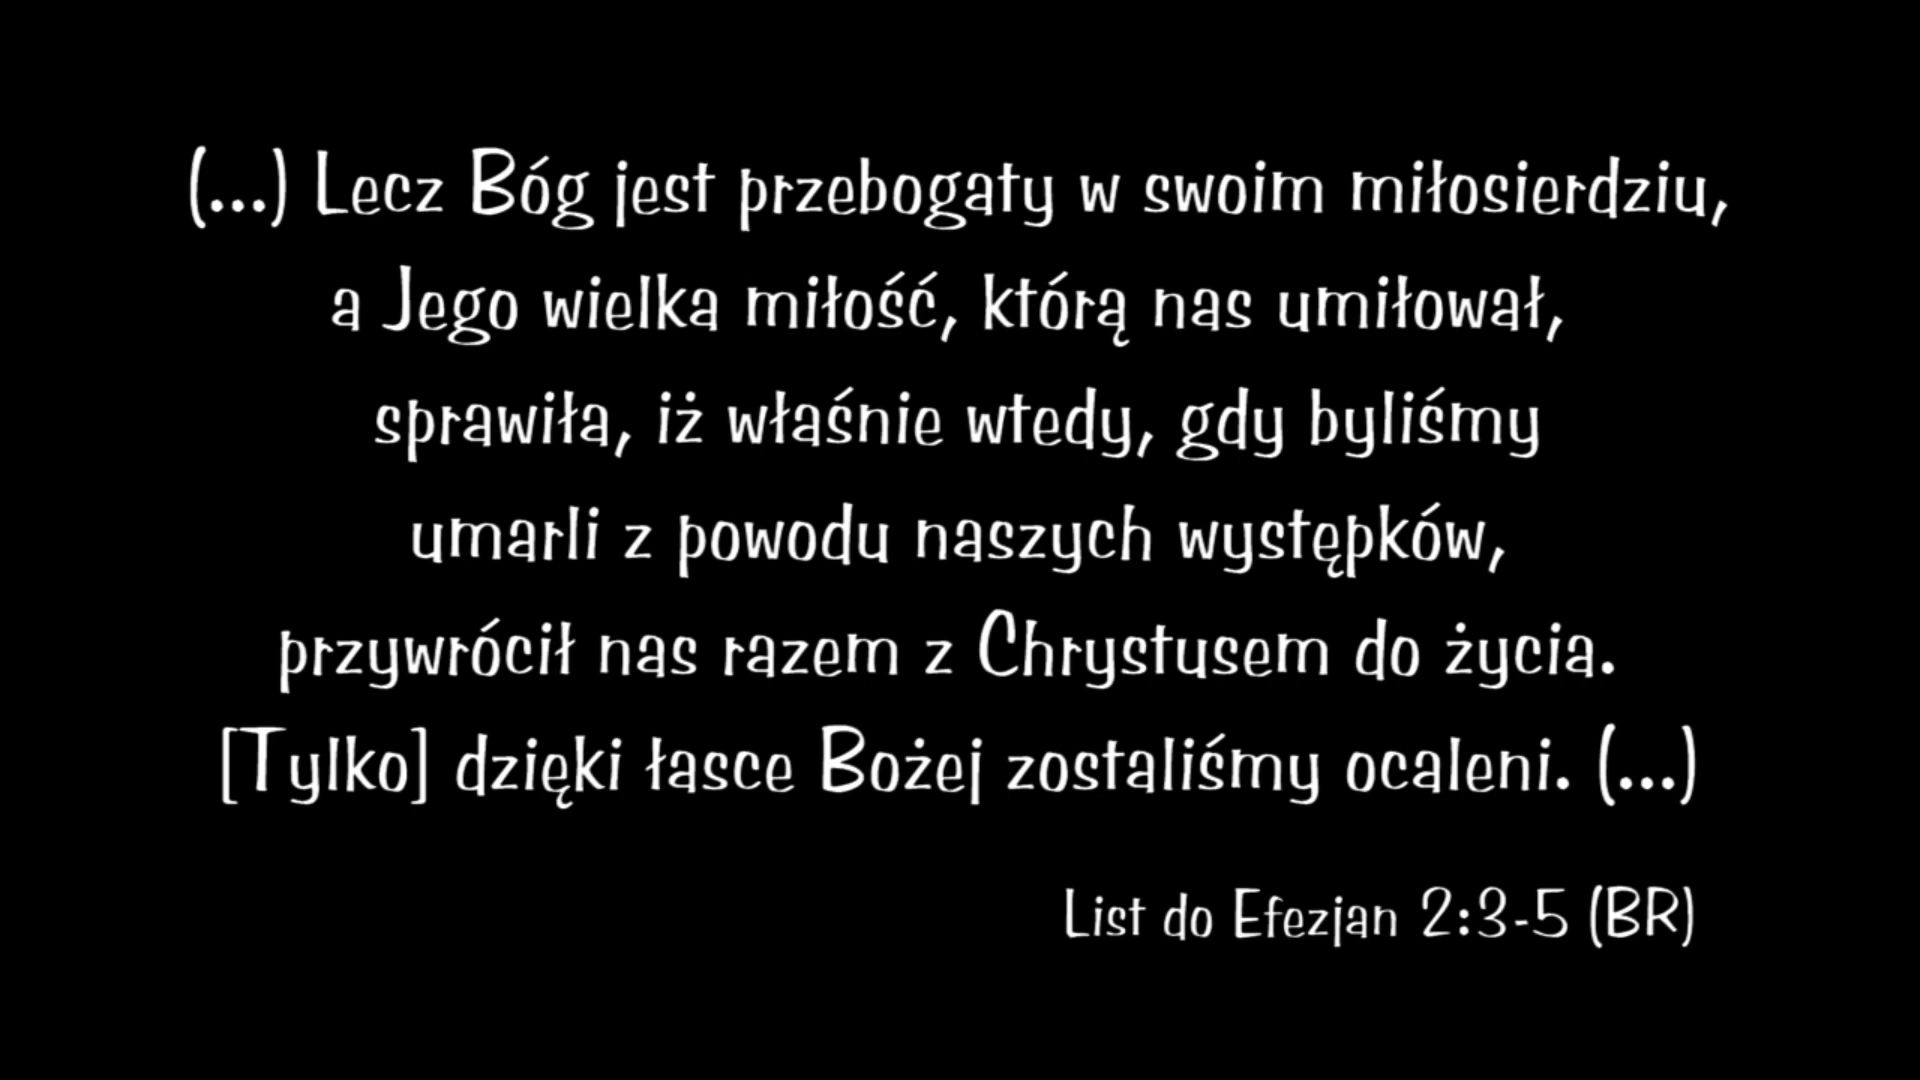 (...) Lecz Bóg jest przebogaty w swoim miłosierdziu,
a Jego wielka miłość, którą nas umiłował,
sprawiła, iż właśnie wtedy, gdy byliśmy
umarli z powodu naszych występków,
przywrócił nas razem z Chrystusem do życia.
[Tylko] dzięki łasce Bożej zostaliśmy ocaleni. (...)
List do Efezjan 2:3-5 (BR)